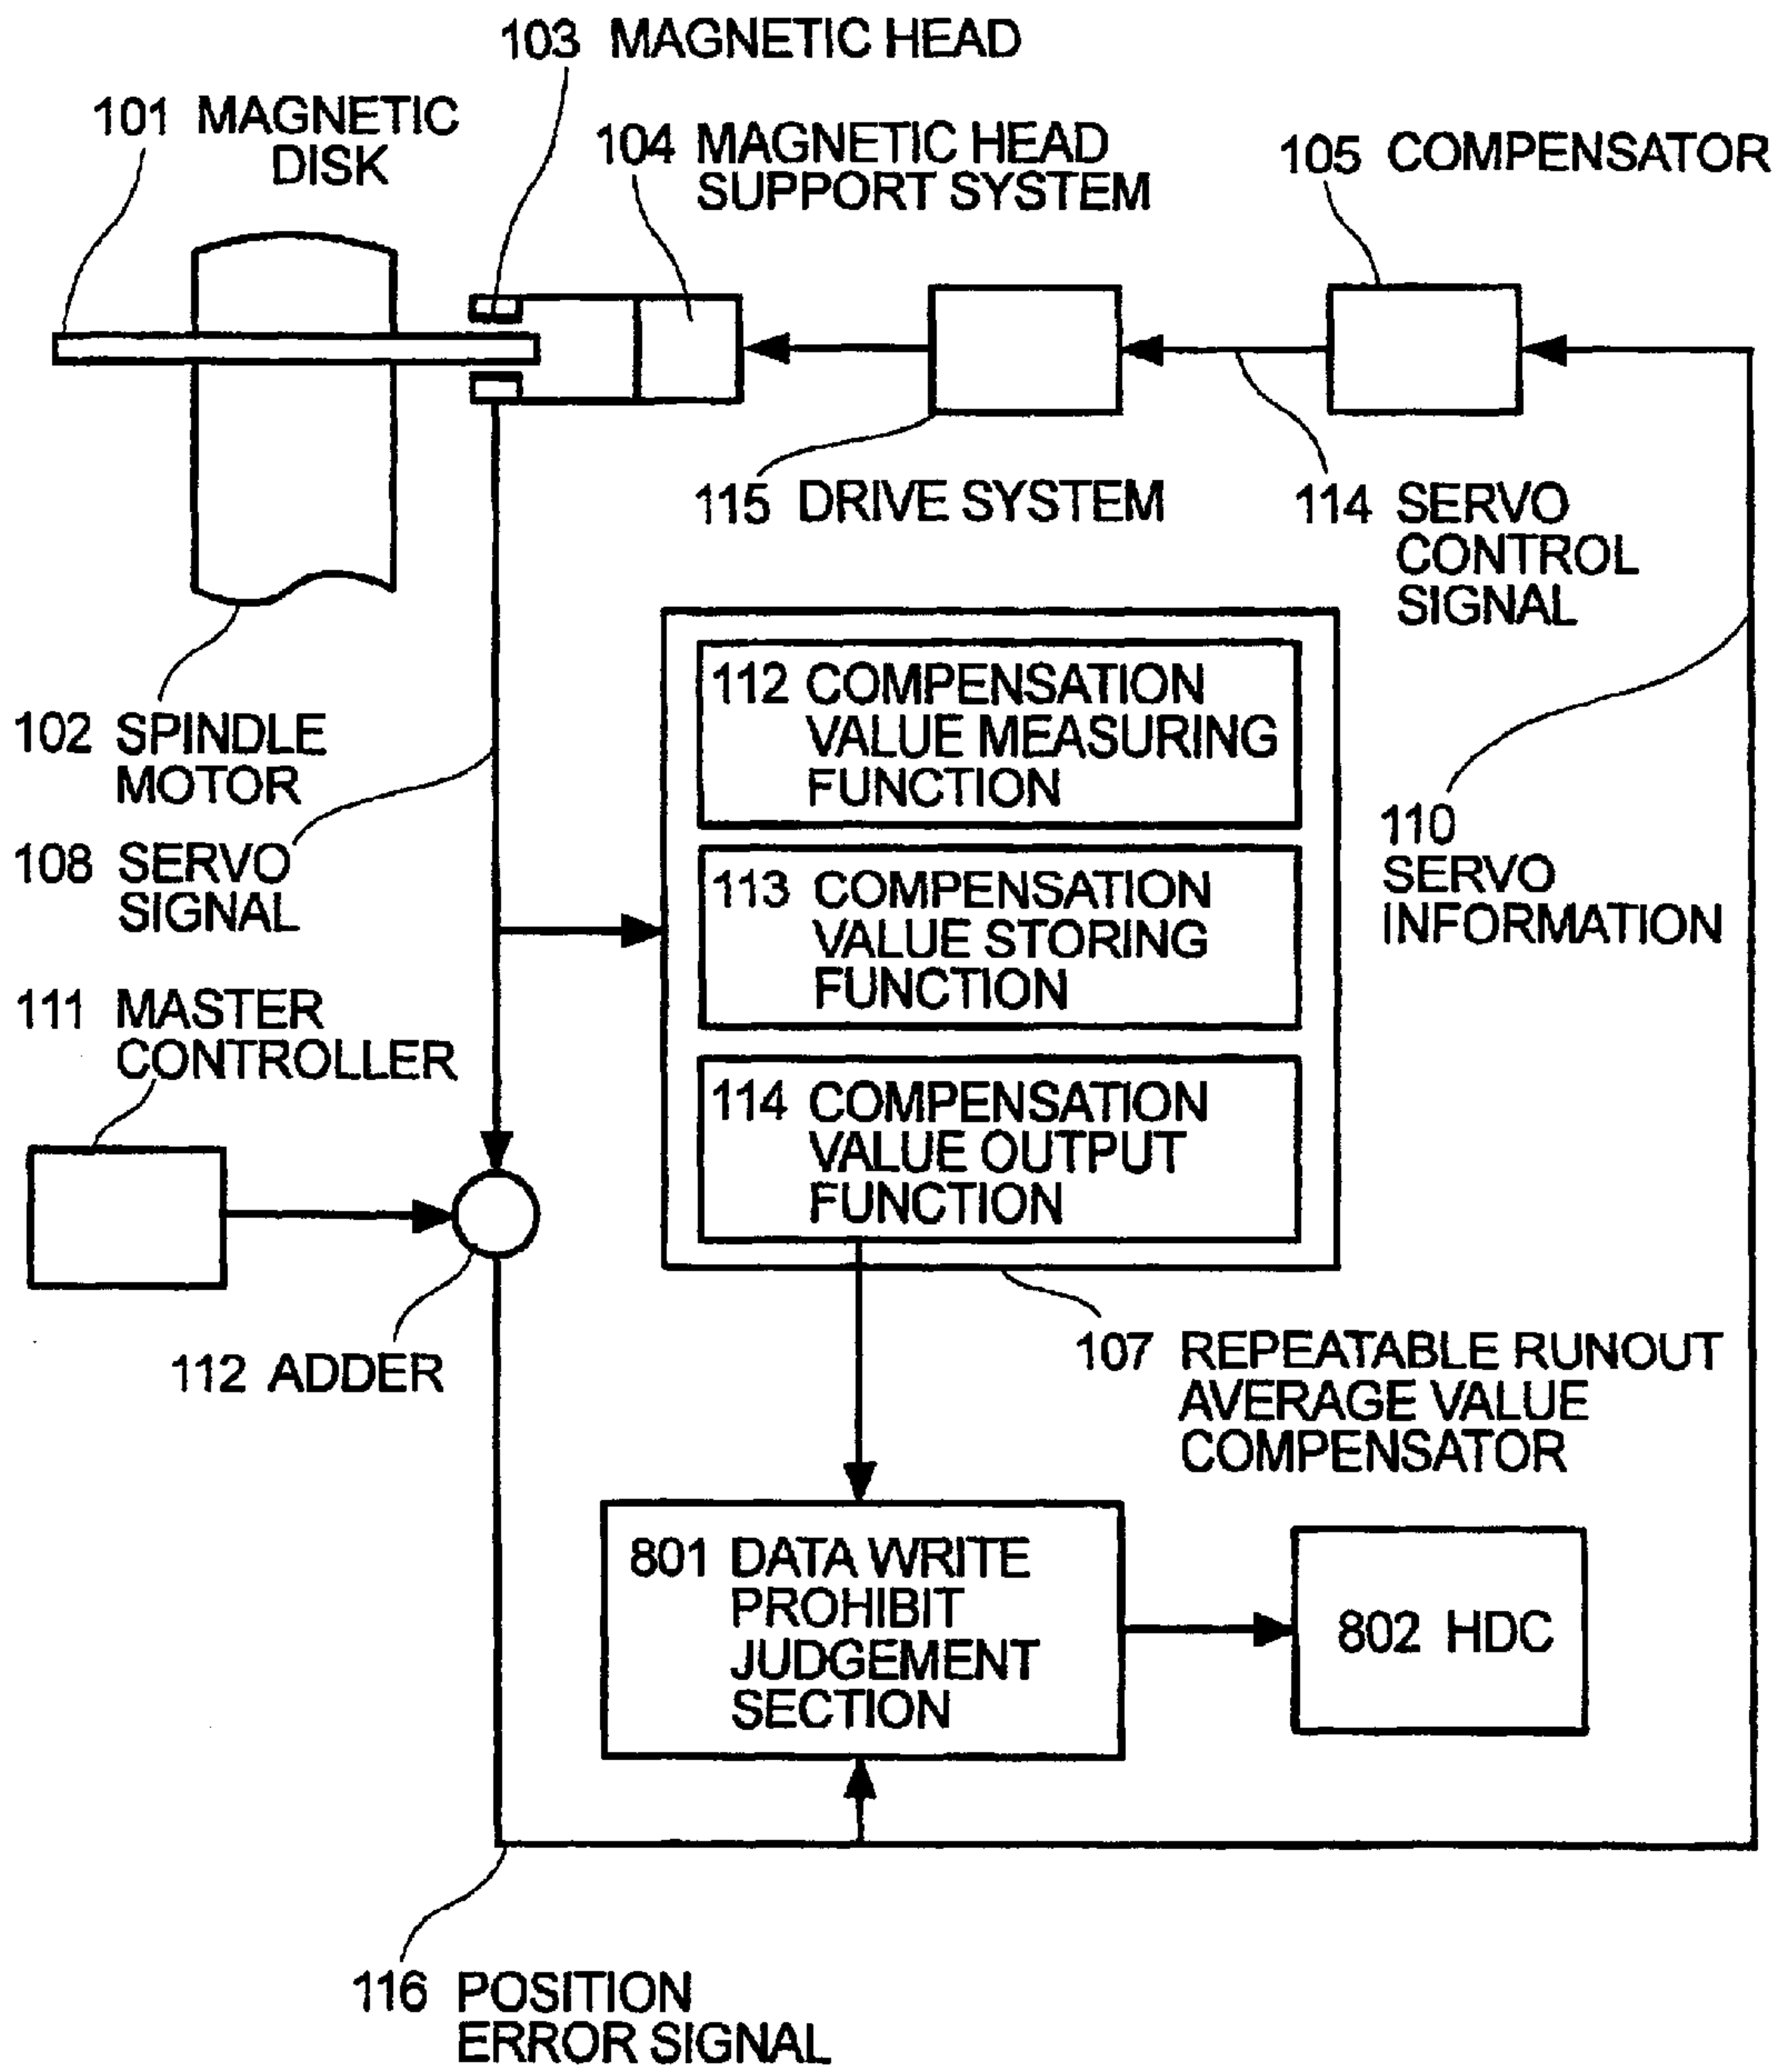 103 MAGNETIC HEAD
101 MAGNETIC
DISK
104 MAGNETIC HEAD
SUPPORT SYSTEM
105 COMPENSATOR
115 DRIVE SYSTEM
114 SERVO
CONTROL
SIGNAL
102 SPINDLE
MOTOR
112 COMPENSATION
VALUE MEASURING
FUNCTION
110
SERVO
INFORMATION
108 SERVO
SIGNAL
113 COMPENSATION
VALUE STORING
FUNCTION
111 MASTER
CONTROLLER
114 COMPENSATION
VALUE OUTPUT
FUNCTION
112 ADDER
107 REPEATABLE RUNOUT
AVERAGE VALUE
COMPENSATOR
801 DATA WRITE
PROHIBIT
JUDGEMENT
SECTION
802 HDC
116 POSITION
ERROR SIGNAL